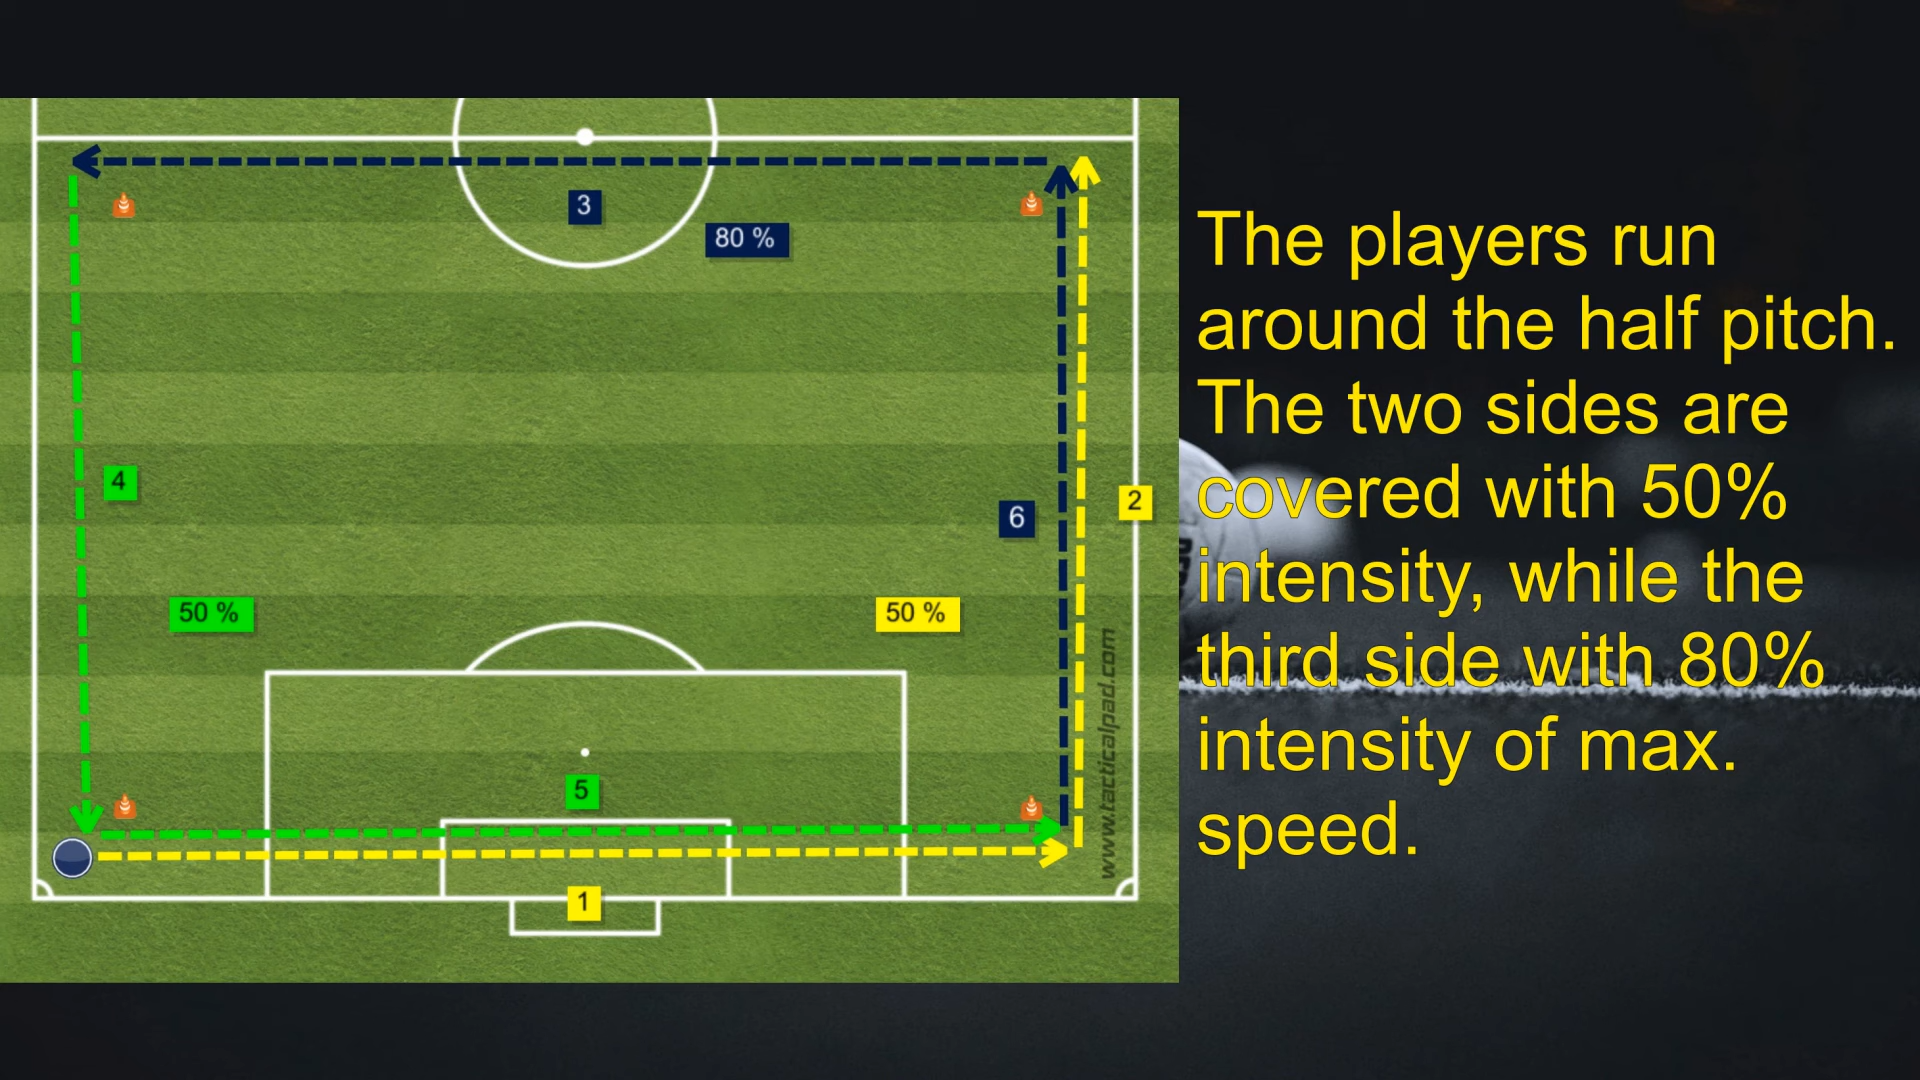 3
80 %
4
6
2
50 %
50 %
5
1
www.tacticalpad.com
The players run
around the half pitch.
The two sides are
covered with 50%
intensity, while the
third side with 80%
intensity of max.
speed.